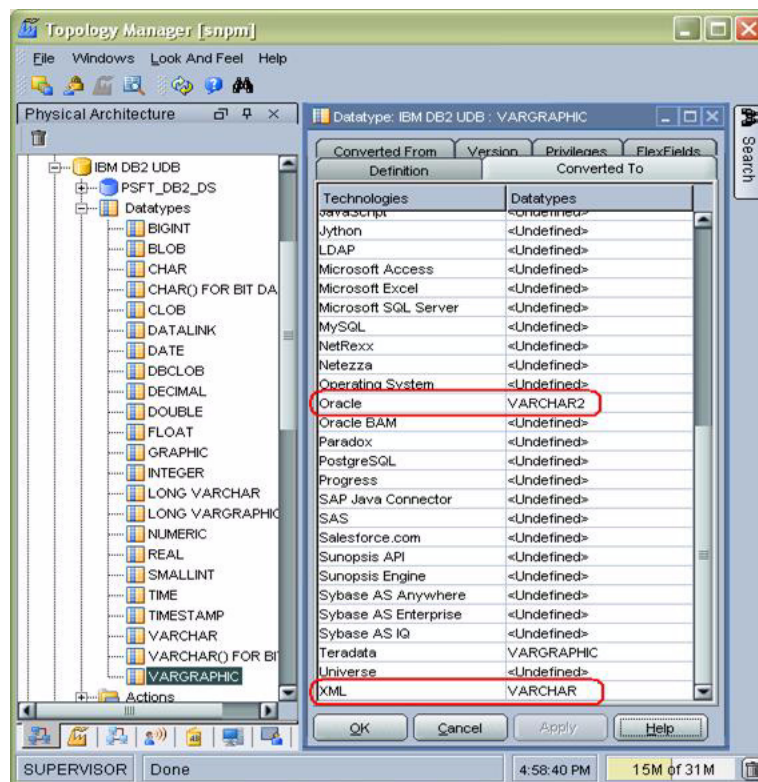 Topology Manager [snpm]
File Windows Look And Feel Help
Physical Architecture
IBM DB2 UDB
PSFT_DB2_DS
Datatypes
BIGINT
BLOB
CHAR
CHAR() FOR BIT DA
CLOB
DATALINK
DATE
DBCLOB
DECIMAL
DOUBLE
FLOAT
GRAPHIC
INTEGER
LONG VARCHAR
LONG VARGRAPHIC
NUMERIC
REAL
SMALLINT
TIME
TIMESTAMP
VARCHAR
VARCHAR() FOR BI
VARGRAPHIC
Actions
Datatype: IBM DB2 UDB : VARGRAPHIC
Converted From Version Privileges FlexFields
Definition Converted To
Technologies Datatypes
JavaScript <Undefined>
Jython <Undefined>
LDAP <Undefined>
Microsoft Access <Undefined>
Microsoft Excel <Undefined>
Microsoft SQL Server <Undefined>
MySQL <Undefined>
NetRexx <Undefined>
Netezza <Undefined>
Operating System <Undefined>
Oracle VARCHAR2
Oracle BAM <Undefined>
Paradox <Undefined>
PostgreSQL <Undefined>
Progress <Undefined>
SAP Java Connector <Undefined>
SAS <Undefined>
Salesforce.com <Undefined>
Sunopsis API <Undefined>
Sunopsis Engine <Undefined>
Sybase AS Anywhere <Undefined>
Sybase AS Enterprise <Undefined>
Sybase AS IQ <Undefined>
Teradata VARGRAPHIC
Universe <Undefined>
XML VARCHAR
OK Cancel Apply Help
Search
SUPERVISOR Done 4:58:40 PM 15M of 31M